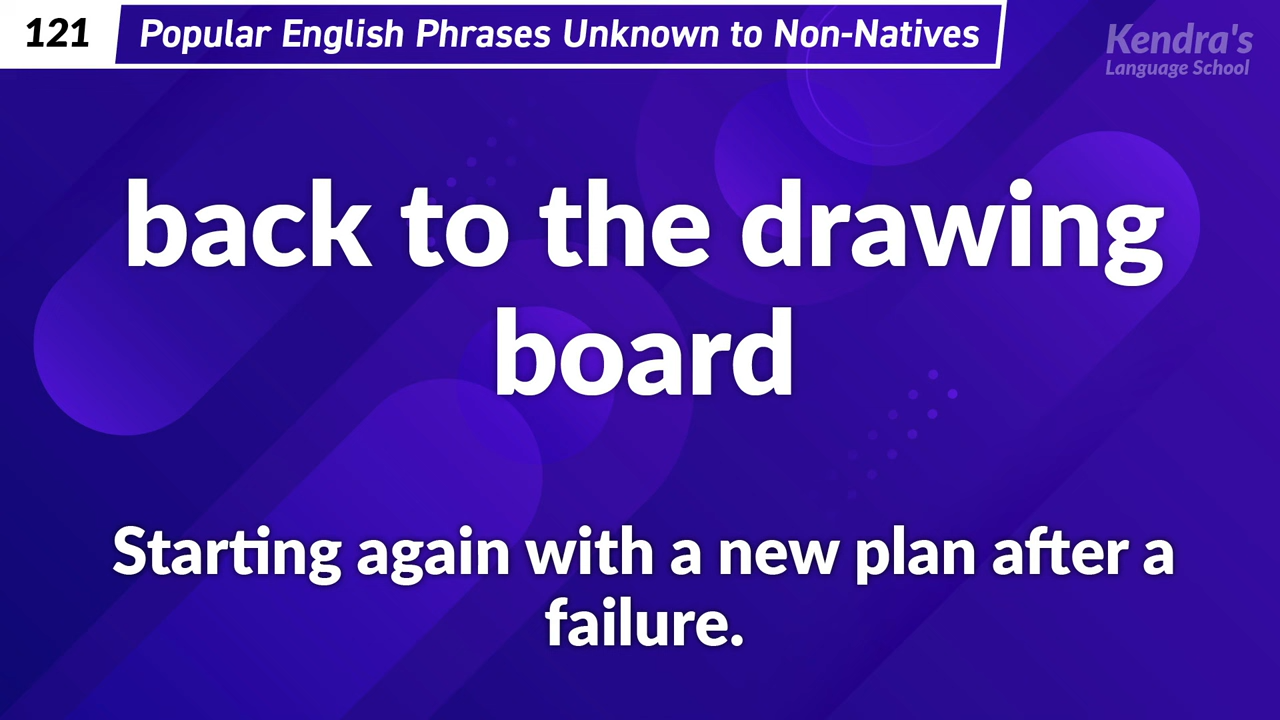 121
Popular English Phrases Unknown to Non-Natives
Kendra's
Language School
back to the drawing
board
Starting again with a new plan after a
failure.